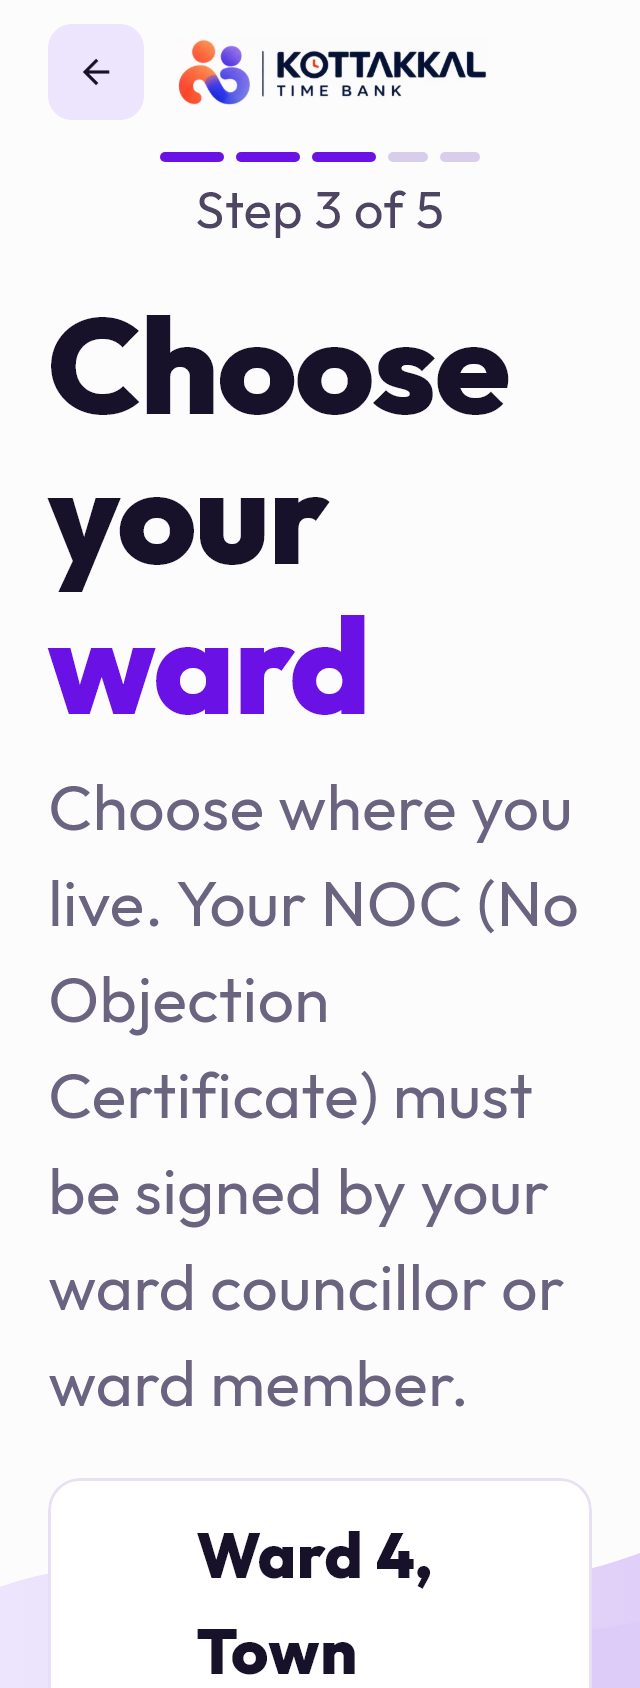 KOTTAKKAL
TIME BANK
Step 3 of 5
Choose
your
ward
Choose where you
live. Your NOC (No
Objection
Certificate) must
be signed by your
ward councillor or
ward member.
Ward 4,
Town